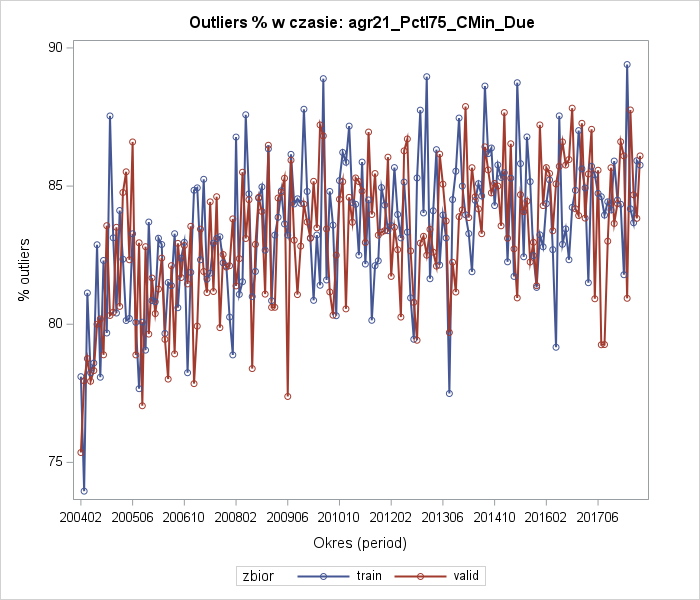 Outliers % w czasie: agr21_Pctl75_CMin_Due
90
85
80
75
% outliers
200402 200506 200610 200802 200906 201010 201202 201306 201410 201602 201706
Okres (period)
zbior train valid